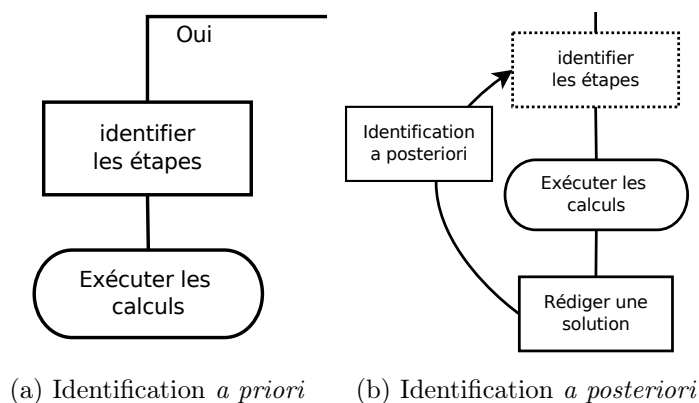 Oui
identifier
les étapes
Exécuter les
calculs
(a) Identification a priori
identifier
les étapes
Identification
a posteriori
Exécuter les
calculs
Rédiger une
solution
(b) Identification a posteriori